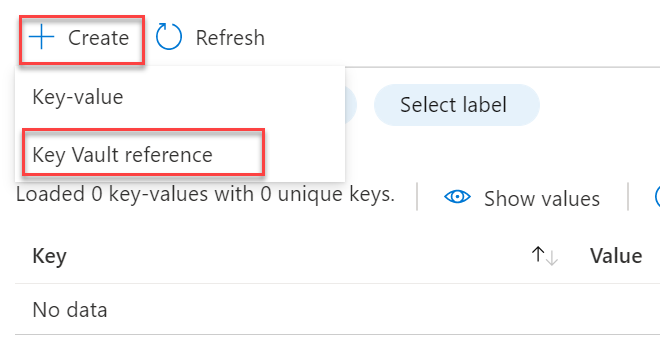 Create Refresh
Key-value
Select label
Key Vault reference
Loaded 0 key-values with 0 unique keys. Show values
Key Value
No data